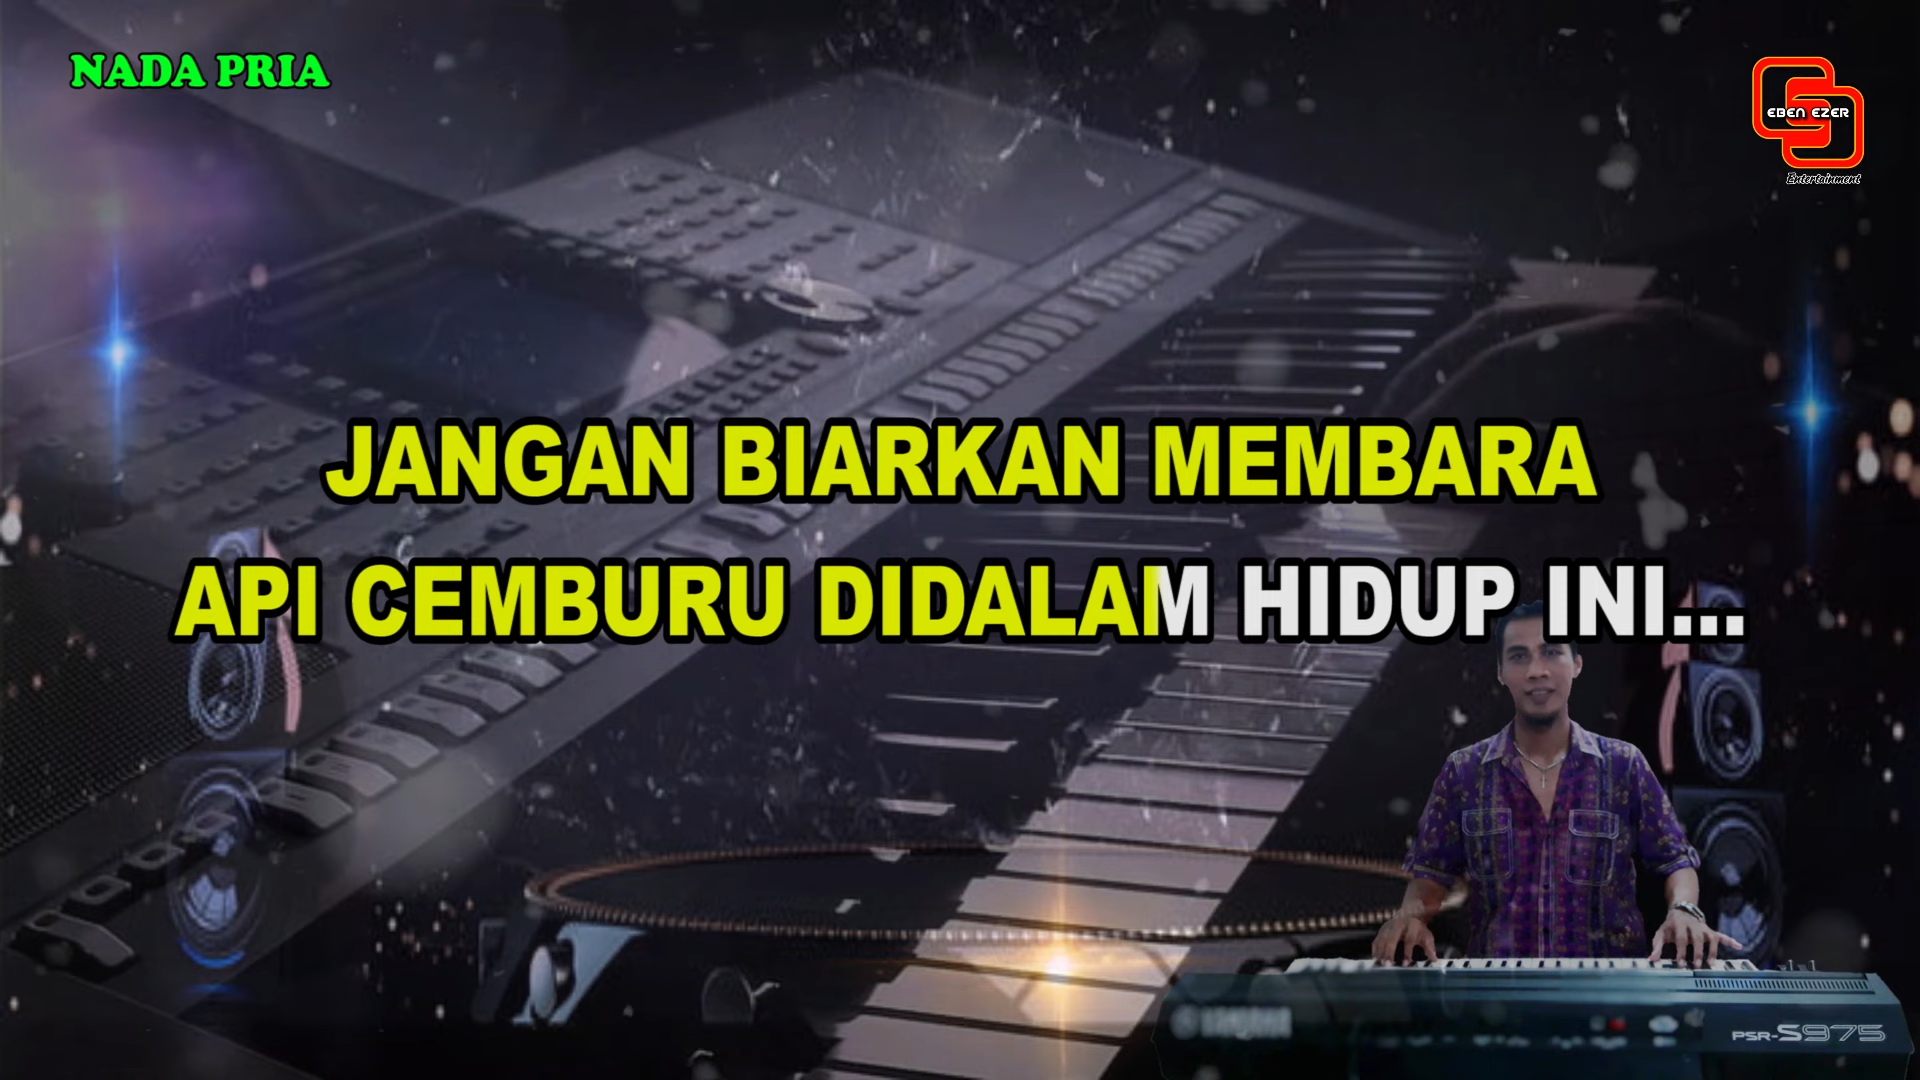 NADA PRIA
EBEN EZER
Entertainment
JANGAN BIARKAN MEMBARA
API CEMBURU DIDALAM HIDUP INI...
PSR-S975